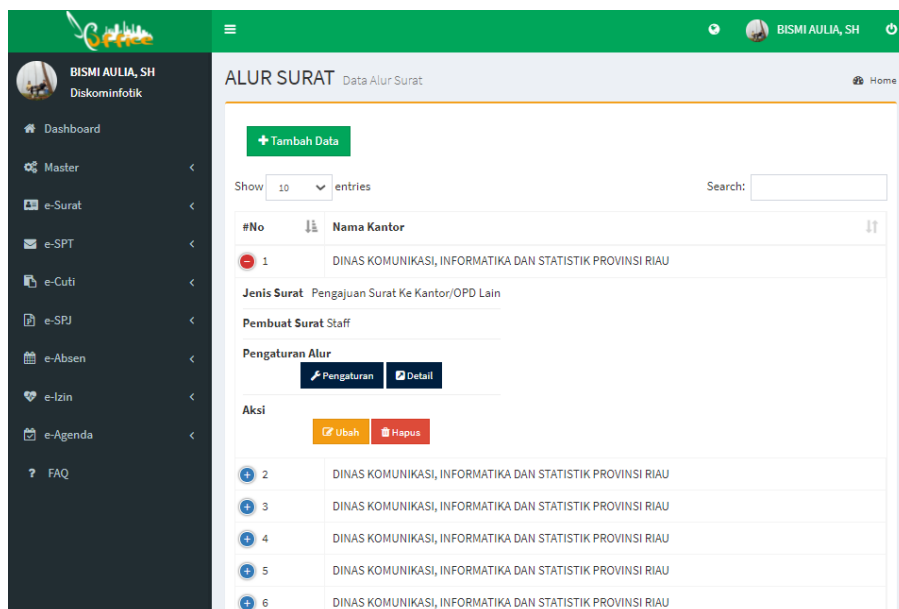 Office
BISMI AULIA, SH
BISMI AULIA, SH
Diskominfotik
Dashboard
Master
e-Surat
e-SPT
e-Cuti
e-SPJ
e-Absen
e-Izin
e-Agenda
? FAQ
ALUR SURAT Data Alur Surat
Home
+ Tambah Data
Show 10 entries
Search:
#No Nama Kantor
1 DINAS KOMUNIKASI, INFORMATIKA DAN STATISTIK PROVINSI RIAU
Jenis Surat Pengajuan Surat Ke Kantor/OPD Lain
Pembuat Surat Staff
Pengaturan Alur
Pengaturan Detail
Aksi
Ubah Hapus
2 DINAS KOMUNIKASI, INFORMATIKA DAN STATISTIK PROVINSI RIAU
3 DINAS KOMUNIKASI, INFORMATIKA DAN STATISTIK PROVINSI RIAU
4 DINAS KOMUNIKASI, INFORMATIKA DAN STATISTIK PROVINSI RIAU
5 DINAS KOMUNIKASI, INFORMATIKA DAN STATISTIK PROVINSI RIAU
6 DINAS KOMUNIKASI, INFORMATIKA DAN STATISTIK PROVINSI RIAU